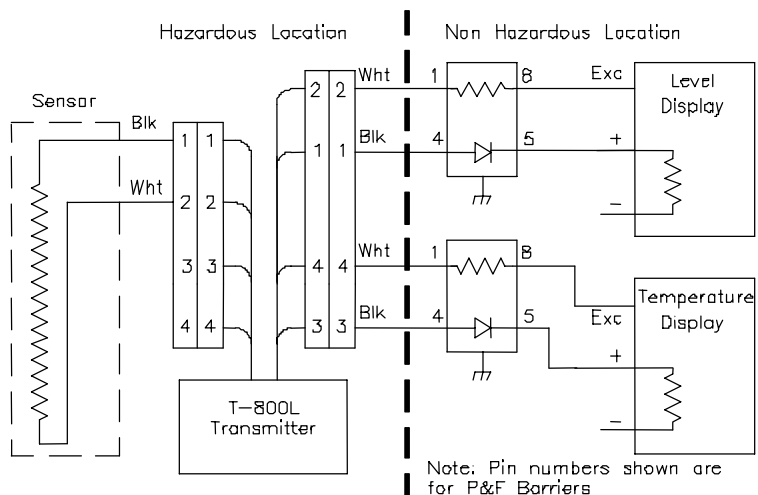 Hazardous Location
Non Hazardous Location
Sensor
Blk
Wht
1 1
2 2
3 3
4 4
2 2
1 1
4 4
3 3
Wht
Blk
Wht
Blk
1 8
4 5
1 8
4 5
Exc
+
-
Level
Display
Exc
+
-
Temperature
Display
T-800L
Transmitter
Note: Pin numbers shown are
for P&F Barriers